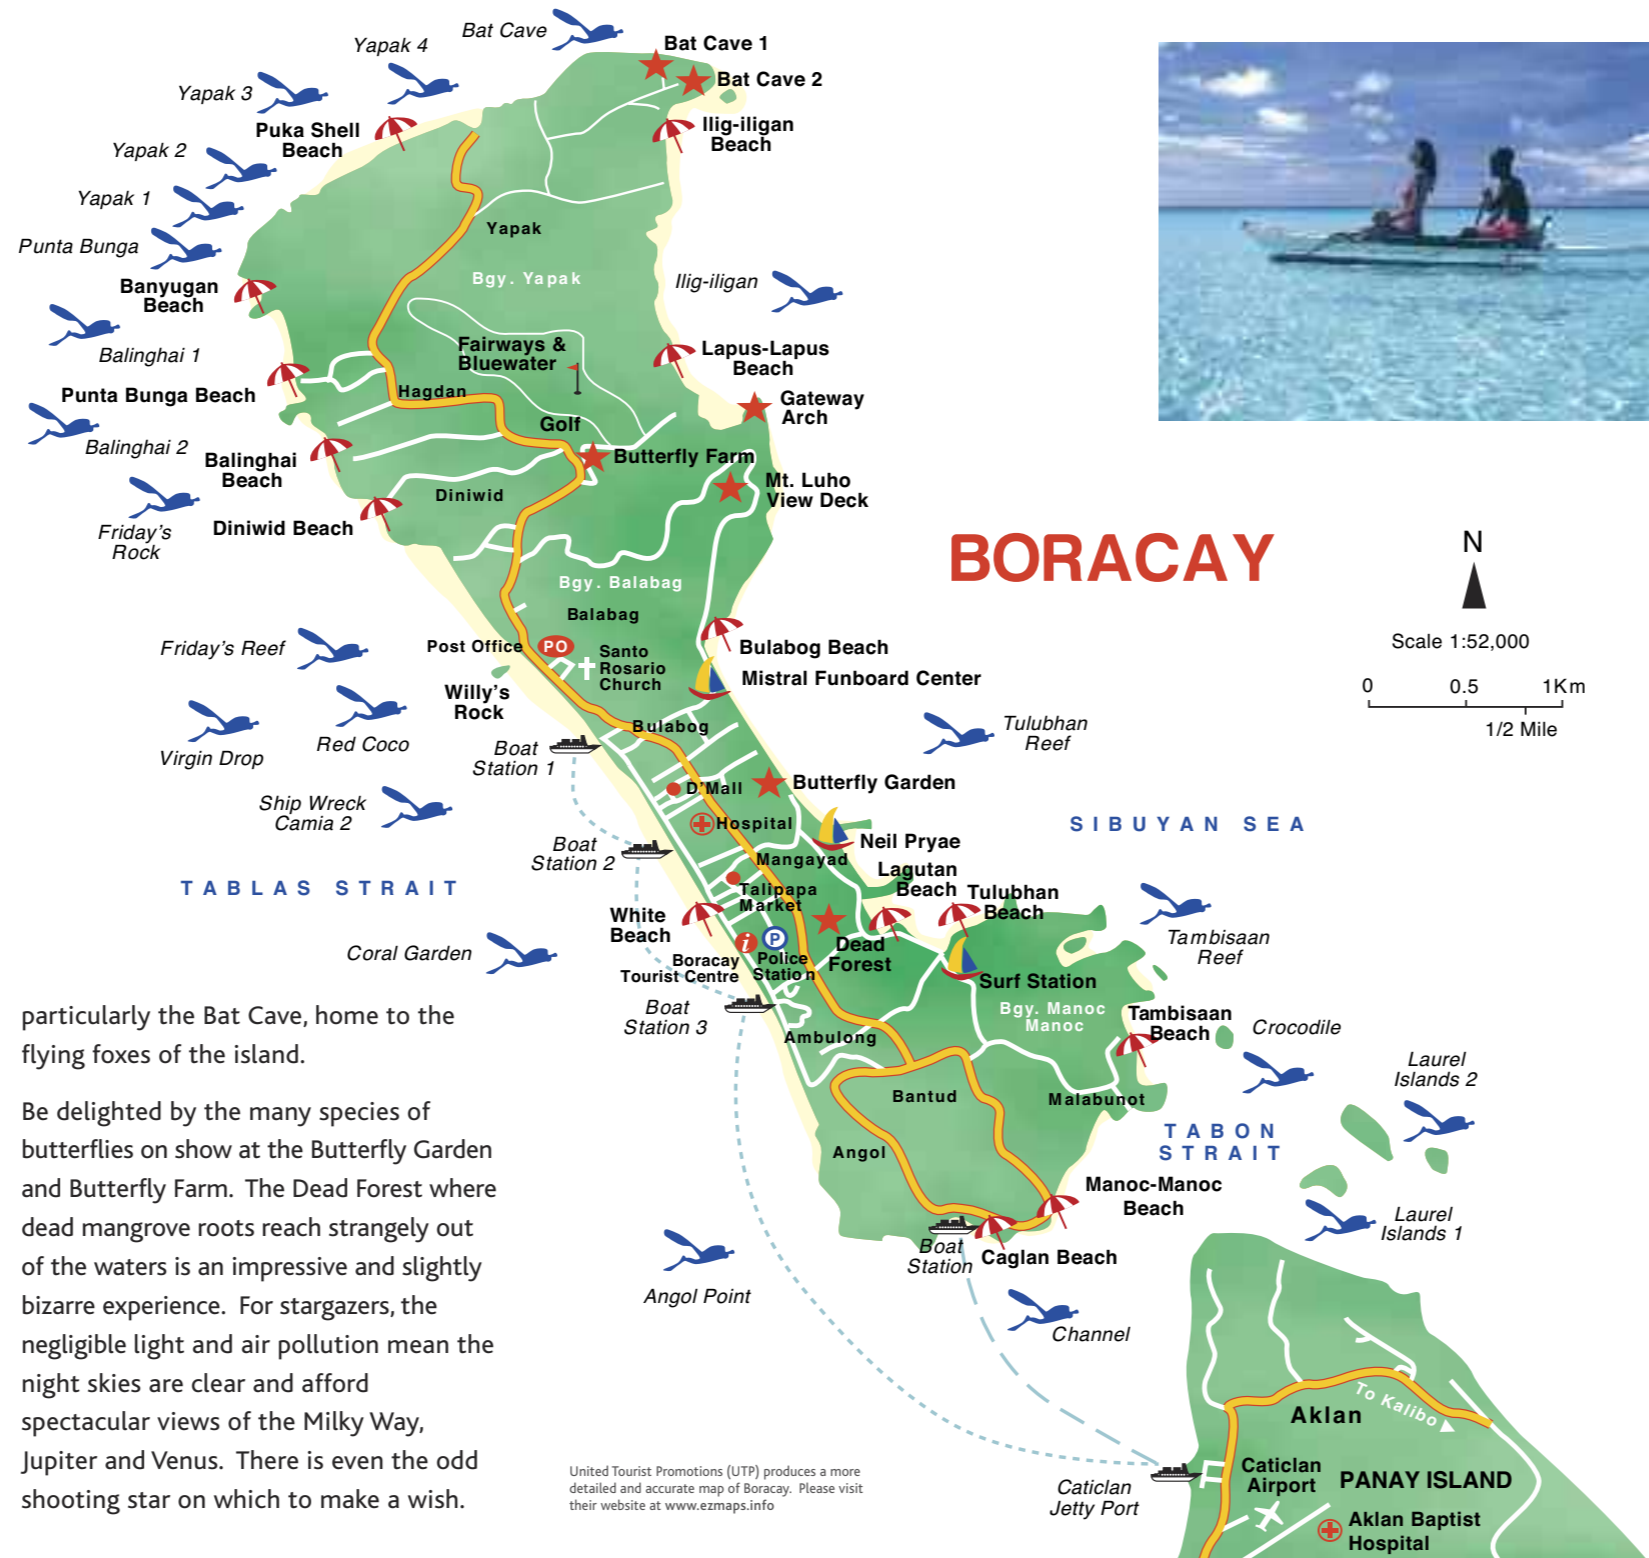 Bat Cave
Yapak 4
Bat Cave 1
Bat Cave 2
Yapak 3
Puka Shell
Beach
Ilig-iligan
Beach
Yapak 2
Yapak 1
Punta Bunga
Yapak
Bgy. Yapak
Ilig-iligan
Banyugan
Beach
Balinghai 1
Fairways &
Bluewater
Lapus-Lapus
Beach
Punta Bunga Beach
Hagdan
Gateway
Arch
Golf
Balinghai 2
Balinghai
Beach
Butterfly Farm
Mt. Luho
View Deck
Diniwid
Friday's
Rock
Diniwid Beach
BORACAY
N
Scale 1:52,000
0 0.5 1Km
1/2 Mile
Bgy. Balabag
Balabag
Friday's Reef
Post Office
PO
Santo
Rosario
Church
Bulabog Beach
Mistral Funboard Center
Willy's
Rock
Virgin Drop
Red Coco
Bulabog
Boat
Station 1
Tulubhan
Reef
D'Mall
Butterfly Garden
Ship Wreck
Camia 2
Hospital
SIBUYAN SEA
Boat
Station 2
Neil Pryae
Mangayad
Lagutan
Beach
Tulubhan
Beach
TABLAS STRAIT
Talipapa
Market
White
Beach
Coral Garden
i
P
Dead
Forest
Boracay
Tourist Centre
Police
Station
Tambisaan
Reef
Surf Station
Boat
Station 3
Bgy. Manoc
Manoc
Tambisaan
Beach
Crocodile
Ambulong
Laurel
Islands 2
Bantud
Malabunot
TABON
STRAIT
Angol
Manoc-Manoc
Beach
Laurel
Islands 1
Boat
Station
Caglan Beach
Angol Point
Channel
To Kalibo
Aklan
Caticlan
Airport
PANAY ISLAND
Caticlan
Jetty Port
Aklan Baptist
Hospital
particularly the Bat Cave, home to the
flying foxes of the island.
Be delighted by the many species of
butterflies on show at the Butterfly Garden
and Butterfly Farm. The Dead Forest where
dead mangrove roots reach strangely out
of the waters is an impressive and slightly
bizarre experience. For stargazers, the
negligible light and air pollution mean the
night skies are clear and afford
spectacular views of the Milky Way,
Jupiter and Venus. There is even the odd
shooting star on which to make a wish.
United Tourist Promotions (UTP) produces a more
detailed and accurate map of Boracay. Please visit
their website at www.ezmaps.info